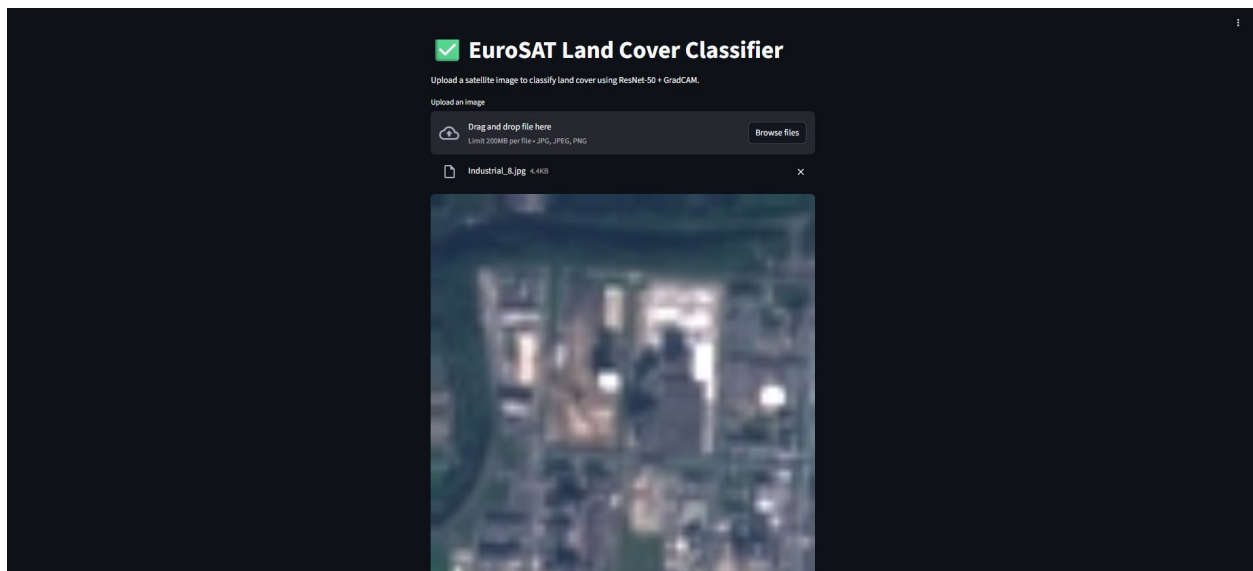 ✅ EuroSAT Land Cover Classifier
Upload a satellite image to classify land cover using ResNet-50 + GradCAM.
Upload an image
Drag and drop file here
Limit 200MB per file • JPG, JPEG, PNG
Browse files
Industrial_8.jpg 4.4KB